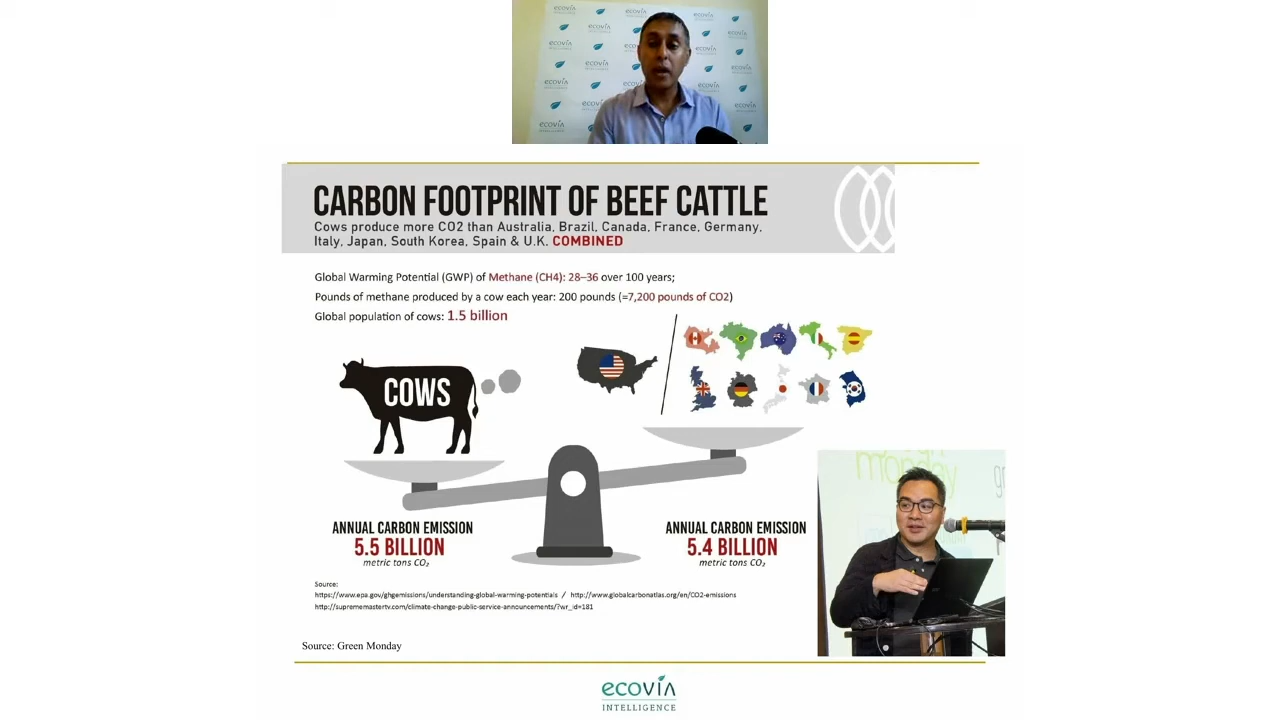 ecovia
INTELLIGENCE
CARBON FOOTPRINT OF BEEF CATTLE
Cows produce more CO2 than Australia, Brazil, Canada, France, Germany,
Italy, Japan, South Korea, Spain & U.K. COMBINED
Global Warming Potential (GWP) of Methane (CH4): 28–36 over 100 years;
Pounds of methane produced by a cow each year: 200 pounds (=7,200 pounds of CO2)
Global population of cows: 1.5 billion
COWS
ANNUAL CARBON EMISSION
5.5 BILLION
metric tons CO₂
ANNUAL CARBON EMISSION
5.4 BILLION
metric tons CO₂
monday
Source:
https://www.epa.gov/ghgemissions/understanding-global-warming-potentials / http://www.globalcarbonatlas.org/en/CO2-emissions
http://suprememastertv.com/climate-change-public-service-announcements/?wr_id=181
Source: Green Monday
ecovia
INTELLIGENCE